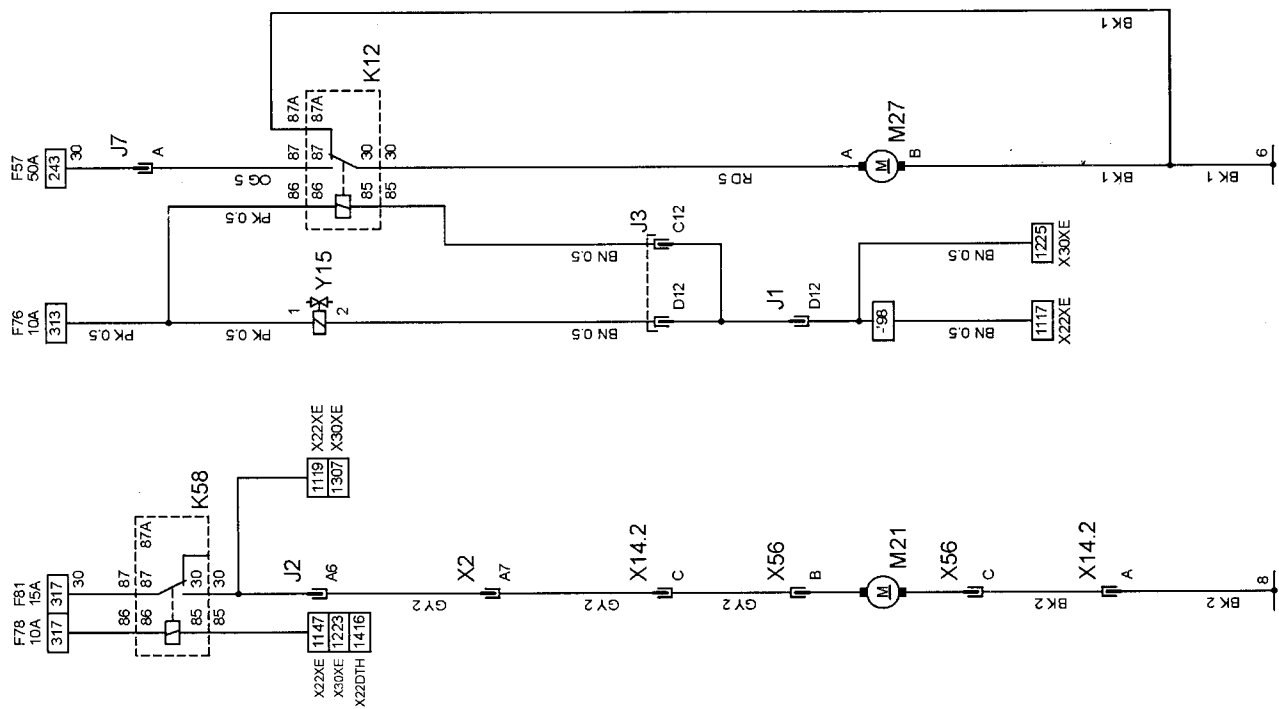 F78
10A
317
F81
15A
317
30
86
87
86
87
87A
K58
85
30
85
30
J2
A6
X22XE
1147
X30XE
1223
X22DTH
1416
1119
X22XE
1307
X30XE
GY 2
X2
A7
GY 2
X14.2
C
GY 2
X56
B
M
M21
X56
C
BK 2
X14.2
A
BK 2
8
F76
10A
313
PK 0.5
PK 0.5
PK 0.5
1
Y15
2
BN 0.5
BN 0.5
J3
D12
C12
J1
D12
-'98
BN 0.5
BN 0.5
1117
X22XE
1225
X30XE
F57
50A
243
30
J7
A
OG 5
86
87
87A
86
87
87A
K12
85
30
85
30
RD 5
A
M
M27
B
BK 1
BK 1
BK 1
6